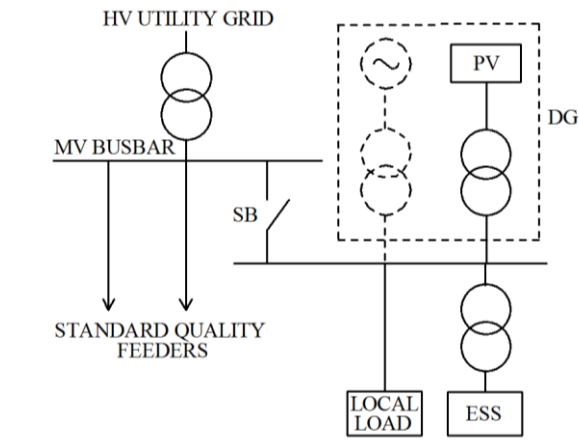 HV UTILITY GRID
PV
DG
MV BUSBAR
SB
STANDARD QUALITY
FEEDERS
LOCAL
LOAD
ESS